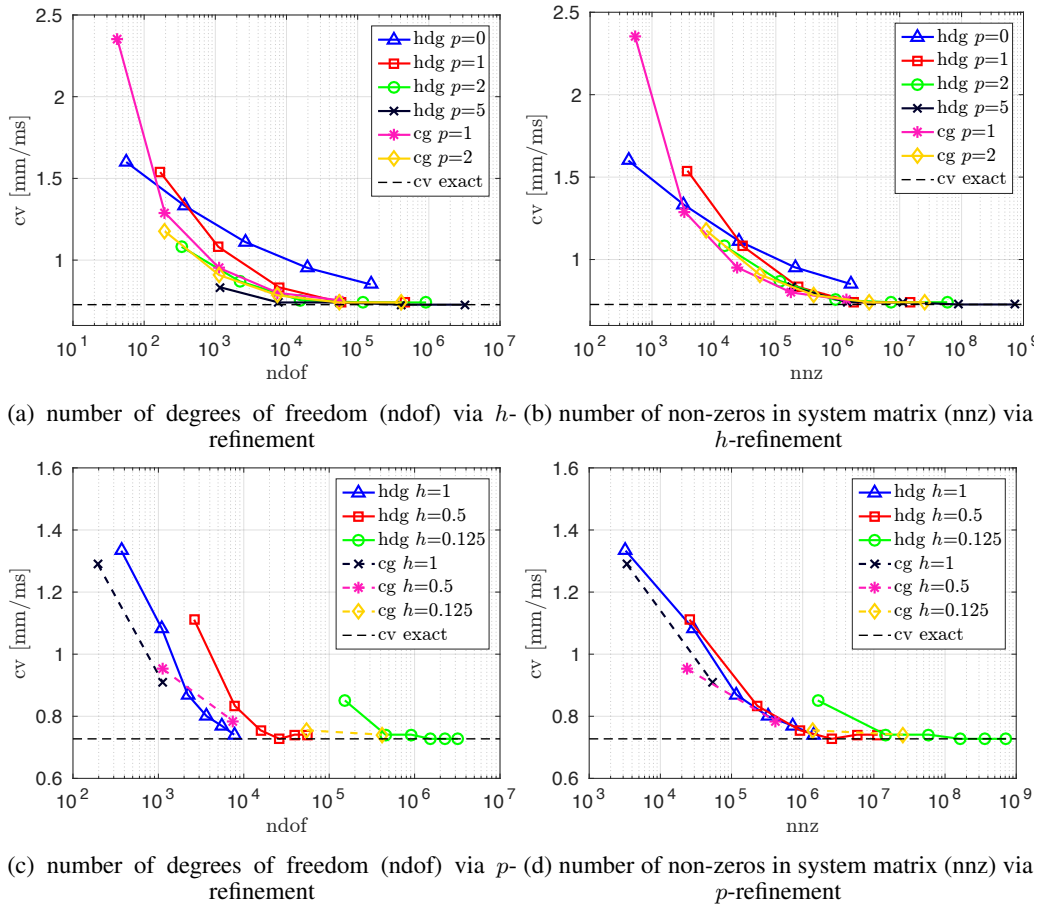 2.5
2
1.5
1
cv [mm/ms]
10^1 10^2 10^3 10^4 10^5 10^6 10^7
ndof
hdg p=0
hdg p=1
hdg p=2
hdg p=5
cg p=1
cg p=2
cv exact
2.5
2
1.5
1
cv [mm/ms]
10^2 10^3 10^4 10^5 10^6 10^7 10^8 10^9
nnz
hdg p=0
hdg p=1
hdg p=2
hdg p=5
cg p=1
cg p=2
cv exact
(a) number of degrees of freedom (ndof) via h-
refinement
(b) number of non-zeros in system matrix (nnz) via
h-refinement
1.6
1.4
1.2
1.0
0.8
0.6
cv [mm/ms]
10^2 10^3 10^4 10^5 10^6 10^7
ndof
hdg h=1
hdg h=0.5
hdg h=0.125
cg h=1
cg h=0.5
cg h=0.125
cv exact
1.6
1.4
1.2
1.0
0.8
0.6
cv [mm/ms]
10^3 10^4 10^5 10^6 10^7 10^8 10^9
nnz
hdg h=1
hdg h=0.5
hdg h=0.125
cg h=1
cg h=0.5
cg h=0.125
cv exact
(c) number of degrees of freedom (ndof) via p-
refinement
(d) number of non-zeros in system matrix (nnz) via
p-refinement